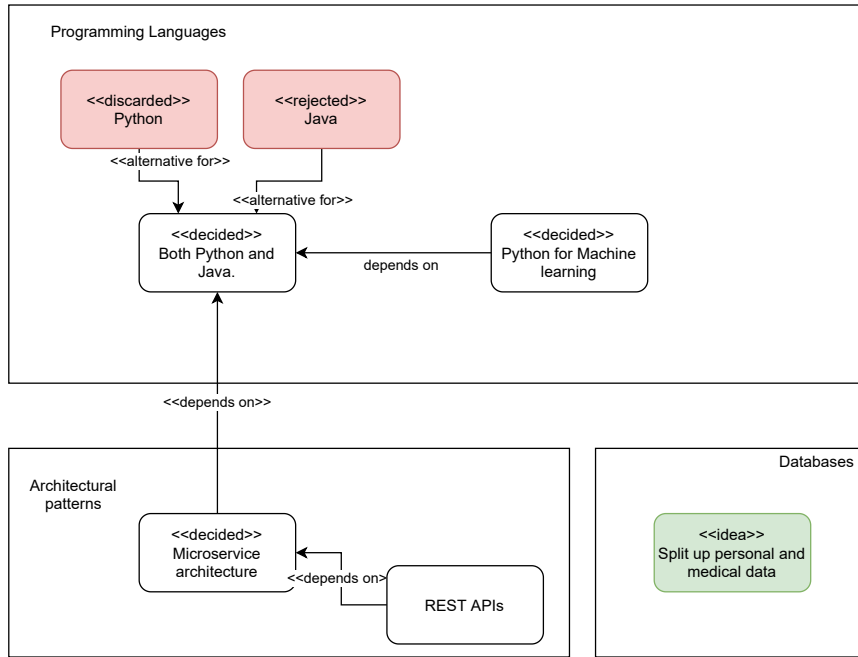 Programming Languages
<<discarded>>
Python
<<rejected>>
Java
<<alternative for>>
<<alternative for>>
<<decided>>
Both Python and
Java.
<<decided>>
Python for Machine
learning
depends on
<<depends on>>
Architectural
patterns
<<decided>>
Microservice
architecture
<<depends on>
REST APIs
Databases
<<idea>>
Split up personal and
medical data